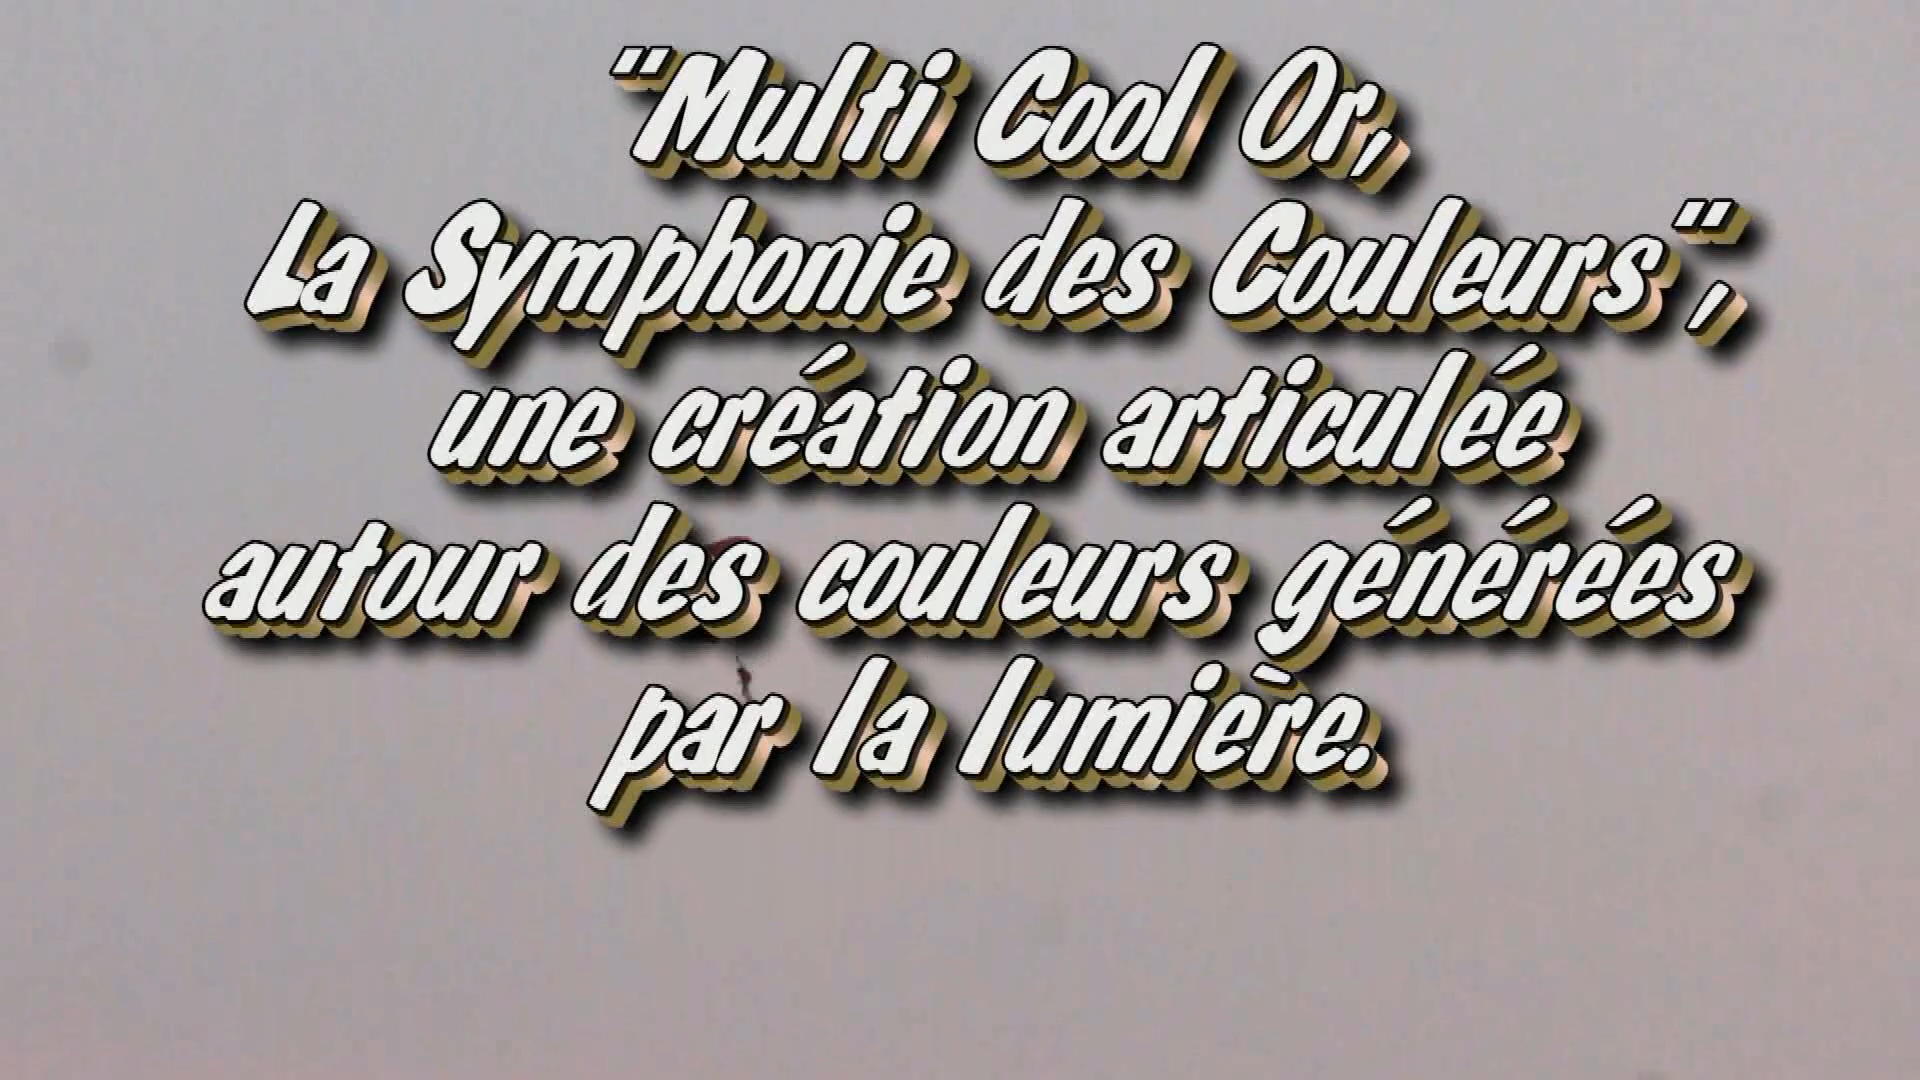 "Multi Cool Or,
La Symphonie des Couleurs",
une création articulée
autour des couleurs générées
par la lumière.